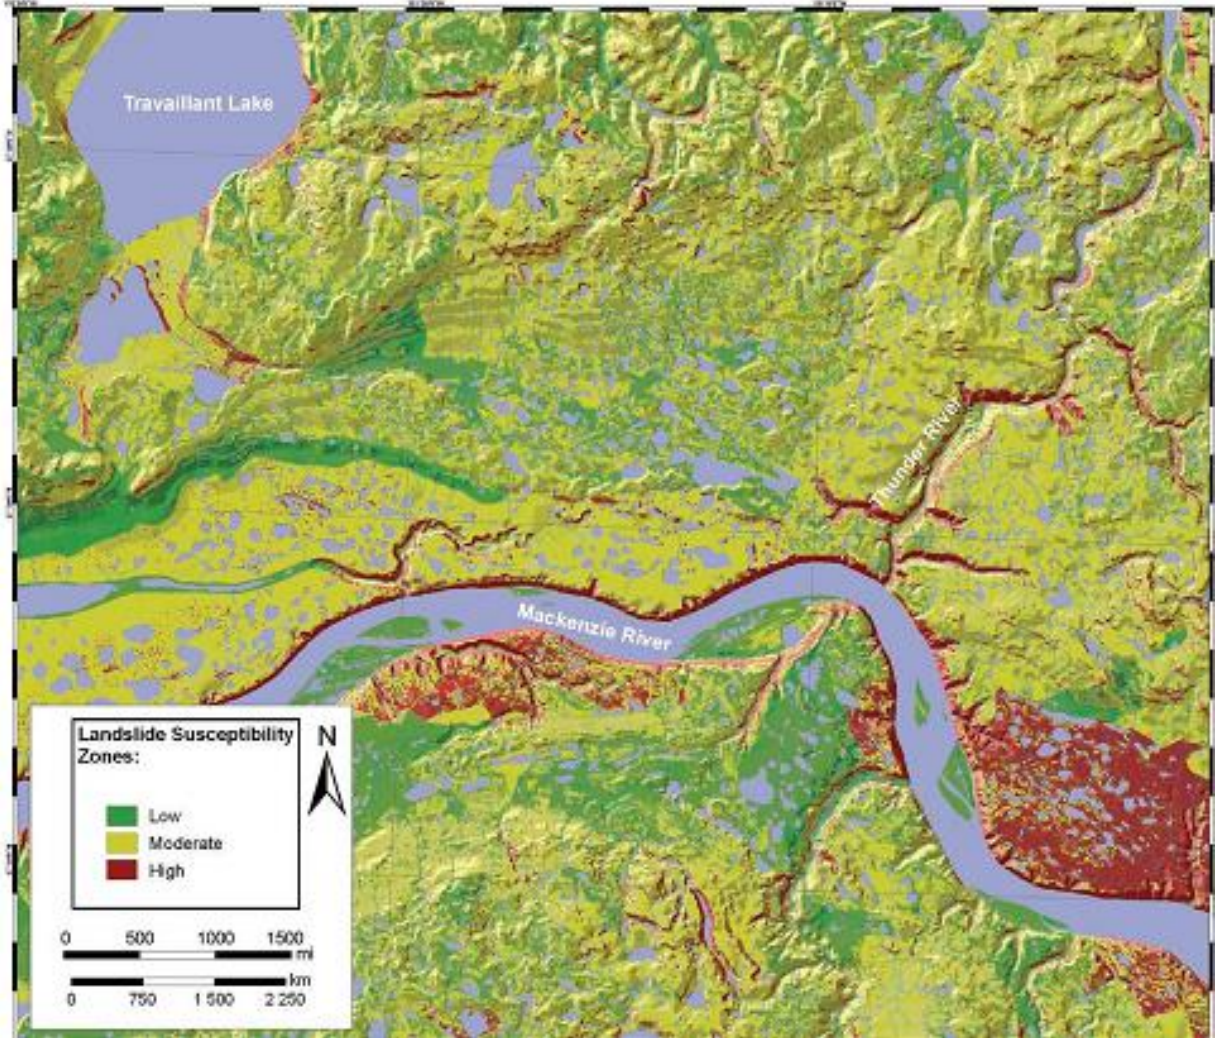 Travaillant Lake
Thunder River
Mackenzie River
Landslide Susceptibility
Zones:
N
Low
Moderate
High
0 500 1000 1500
mi
km
0 750 1 500 2 250